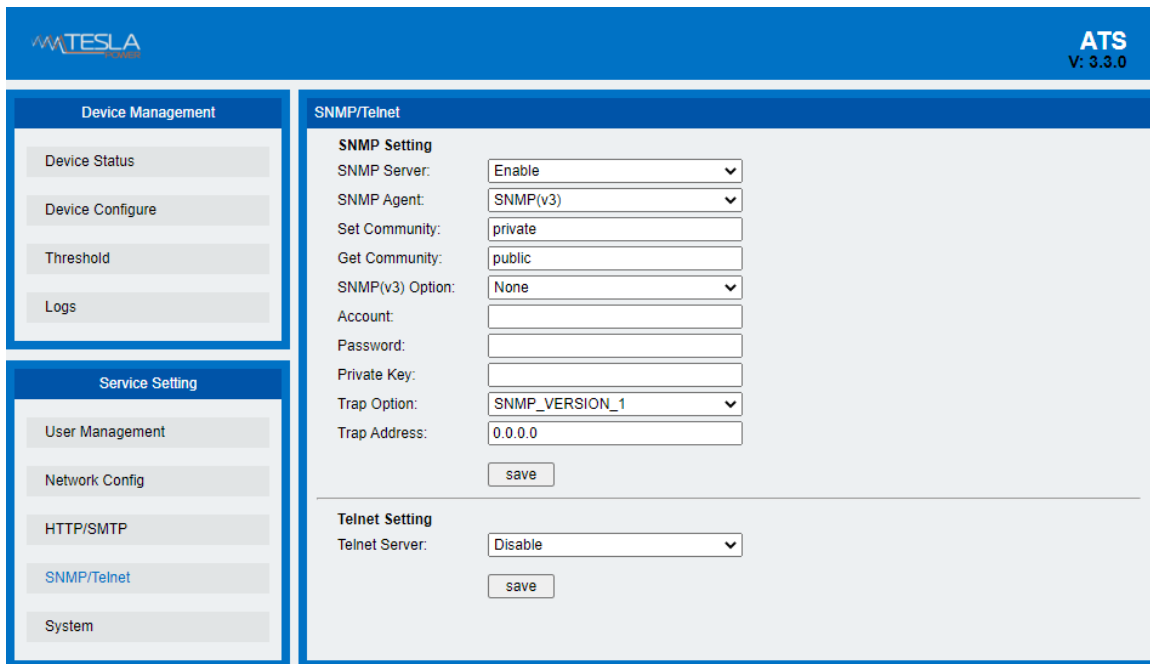 TESLA
POWER
ATS
V: 3.3.0
Device Management
Device Status
Device Configure
Threshold
Logs
Service Setting
User Management
Network Config
HTTP/SMTP
SNMP/Telnet
System
SNMP/Telnet
SNMP Setting
SNMP Server: Enable
SNMP Agent: SNMP(v3)
Set Community: private
Get Community: public
SNMP(v3) Option: None
Account:
Password:
Private Key:
Trap Option: SNMP_VERSION_1
Trap Address: 0.0.0.0
save
Telnet Setting
Telnet Server: Disable
save